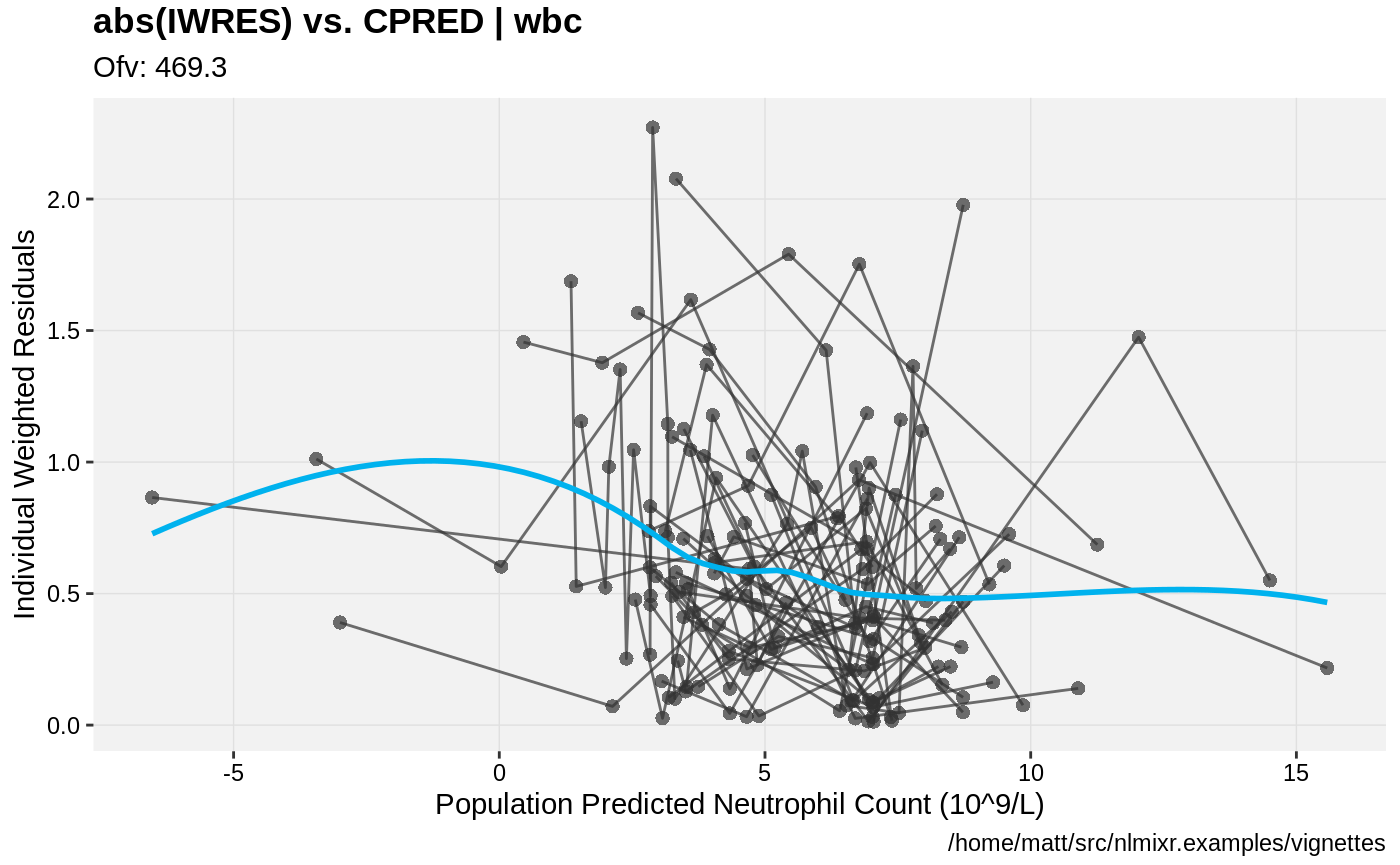 abs(IWRES) vs. CPRED | wbc
Ofv: 469.3
Individual Weighted Residuals
2.0
1.5
1.0
0.5
0.0
-5
0
5
10
15
Population Predicted Neutrophil Count (10^9/L)
/home/matt/src/nlmixr.examples/vignettes